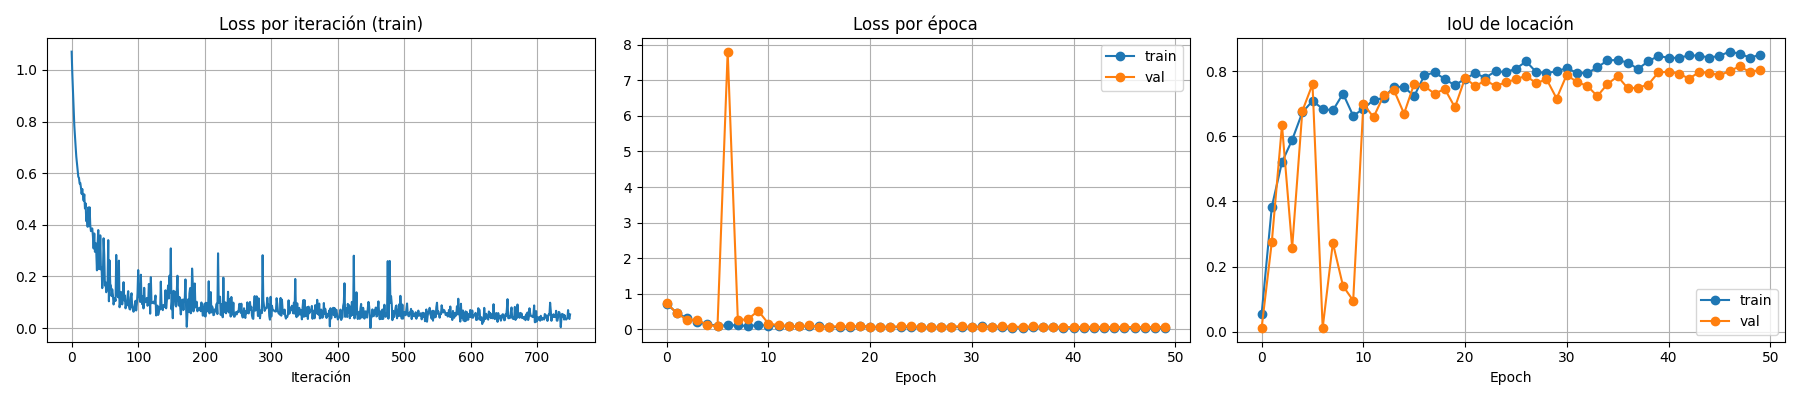 Loss por iteración (train)
1.0
0.8
0.6
0.4
0.2
0.0
0 100 200 300 400 500 600 700
Iteración
Loss por época
8
7
6
5
4
3
2
1
0
train
val
0 10 20 30 40 50
Epoch
IoU de locación
0.8
0.6
0.4
0.2
0.0
train
val
0 10 20 30 40 50
Epoch